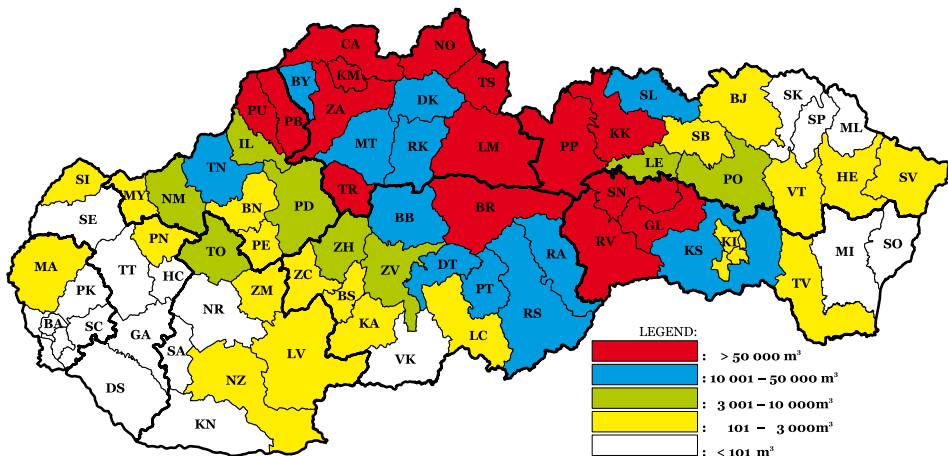 CA
NO
BY
KM
TS
PU
PB
ZA
DK
SL
BJ
SK
SP
ML
IL
MT
RK
LM
PP
KK
SB
TN
LE
PO
HE
SV
VT
SI
MY
NM
BN
PD
TR
BB
BR
SN
GL
RV
KS
KI
MI
SO
SE
PN
TO
PE
ZH
ZV
DT
RA
MA
TT
HC
PK
ZM
ZC
BS
PT
TV
BA
SC
NR
KA
RS
LC
GA
SA
LV
VK
DS
NZ
KN
LEGEND:
: > 50 000 m³
: 10 001 – 50 000 m³
: 3 001 – 10 000m³
: 101 – 3 000m³
: < 101 m³